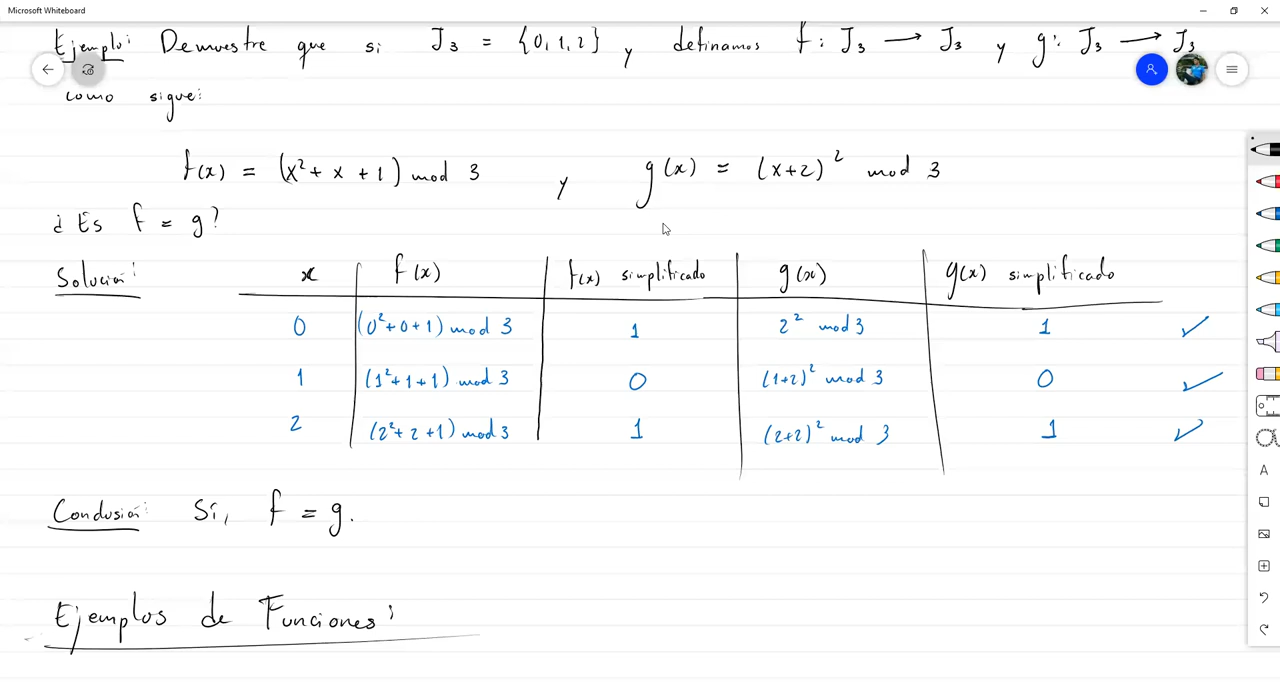 Microsoft Whiteboard
Ejemplo: Demuestre que si J₃ = {0, 1, 2} y definamos f: J₃ → J₃ y g: J₃ → J₃
como sigue:
f(x) = (x² + x + 1) mod 3 y g(x) = (x+2)² mod 3
¿Es f = g?
Solución: x f(x) f(x) simplificado g(x) g(x) simplificado
0 (0²+0+1) mod 3 1 2² mod 3 1 ✓
1 (1²+1+1) mod 3 0 (1+2)² mod 3 0 ✓
2 (2²+2+1) mod 3 1 (2+2)² mod 3 1 ✓
Conclusión: Sí, f = g.
Ejemplos de Funciones: